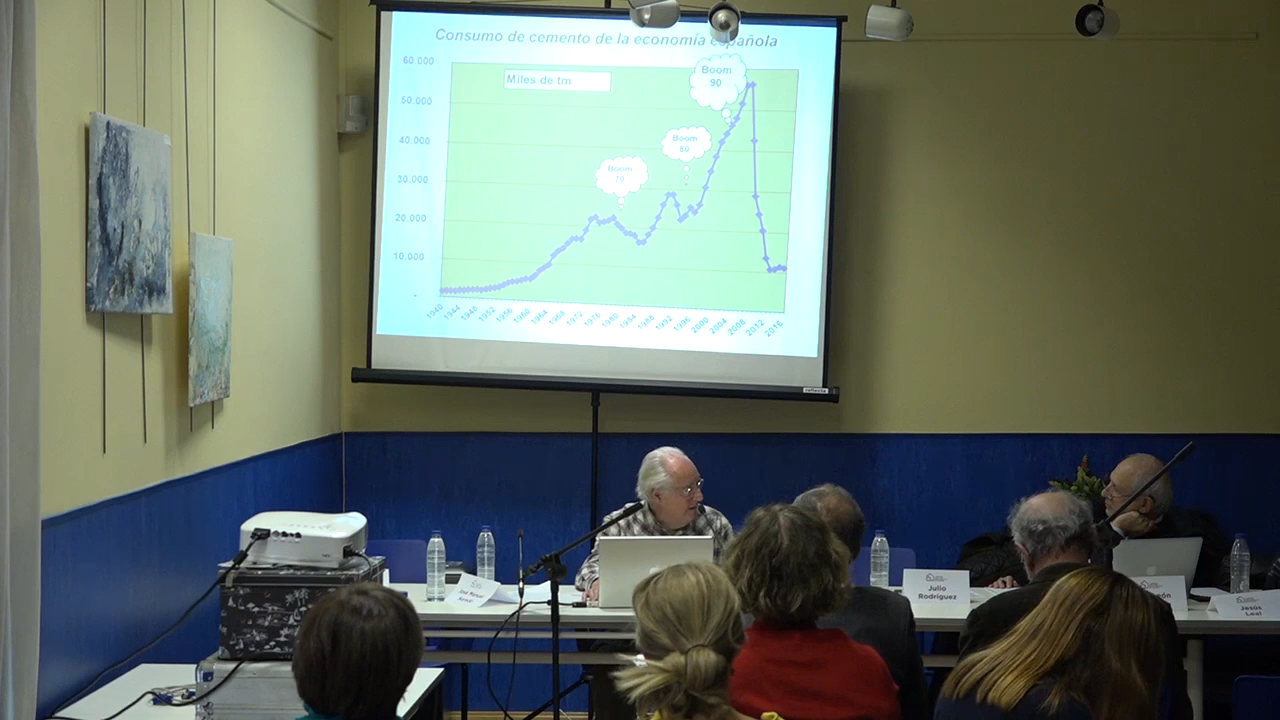 Consumo de cemento de la economía española
60.000
Miles de tm
Boom
90
50.000
40.000
Boom
80
30.000
Boom
70
20.000
10.000
1940 1944 1948 1952 1956 1960 1964 1968 1972 1976 1980 1984 1988 1992 1996 2000 2004 2008 2012 2016
José Manuel
Julio
Rodríguez
Jesús
Leal